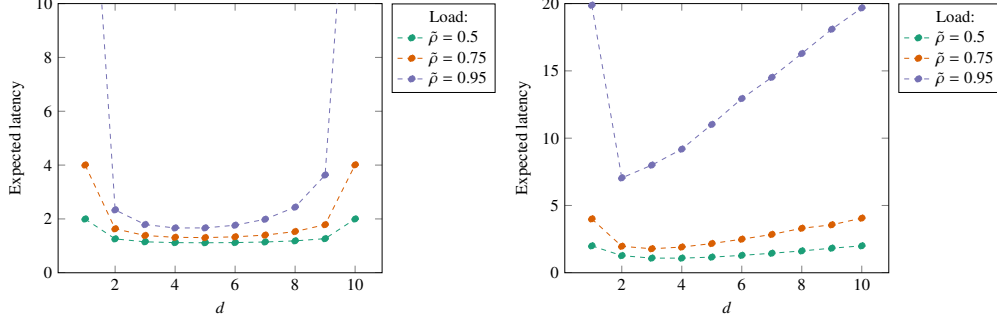 10
8
6
4
2
0
Expected latency
2
4
6
8
10
d
Load:
ρ̃ = 0.5
ρ̃ = 0.75
ρ̃ = 0.95
20
15
10
5
0
Expected latency
2
4
6
8
10
d
Load:
ρ̃ = 0.5
ρ̃ = 0.75
ρ̃ = 0.95